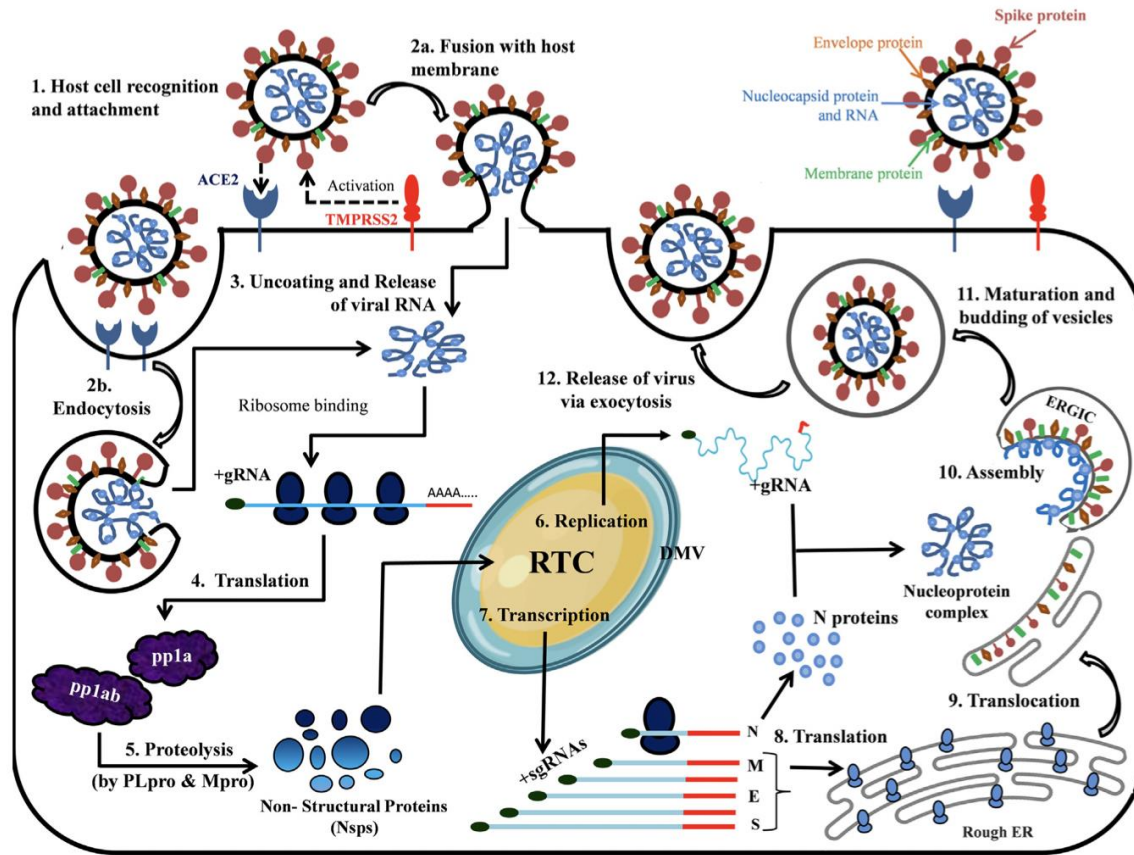 Spike protein
2a. Fusion with host
membrane
Envelope protein
1. Host cell recognition
and attachment
Nucleocapsid protein
and RNA
Membrane protein
ACE2
Activation
TMPRSS2
3. Uncoating and Release
of viral RNA
11. Maturation and
budding of vesicles
2b.
Endocytosis
12. Release of virus
via exocytosis
Ribosome binding
ERGIC
+gRNA
AAAA.....
+gRNA
10. Assembly
6. Replication
RTC
DMV
7. Transcription
4. Translation
Nucleoprotein
complex
N proteins
pp1a
pp1ab
9. Translocation
5. Proteolysis
(by PLpro & Mpro)
Non- Structural Proteins
(Nsps)
+sgRNAs
N
8. Translation
M
E
S
Rough ER